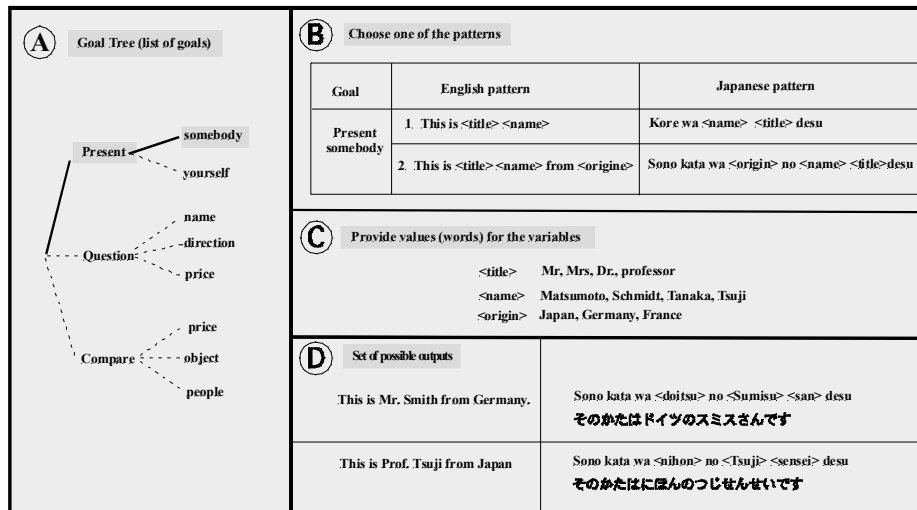 A
Goal Tree (list of goals)
Present
somebody
yourself
Question
name
direction
price
Compare
price
object
people
B
Choose one of the patterns
Goal
English pattern
Japanese pattern
Present somebody
1. This is <title> <name>
Kore wa <name> <title> desu
2. This is <title> <name> from <origine>
Sono kata wa <origin> no <name> <title>desu
C
Provide values (words) for the variables
<title> Mr, Mrs, Dr., professor
<name> Matsumoto, Schmidt, Tanaka, Tsuji
<origin> Japan, Germany, France
D
Set of possible outputs
This is Mr. Smith from Germany.
Sono kata wa <doitsu> no <Sumisu> <san> desu
そのかたはドイツのスミスさんです
This is Prof. Tsuji from Japan
Sono kata wa <nihon> no <Tsuji> <sensei> desu
そのかたはにほんのつじせんせいです